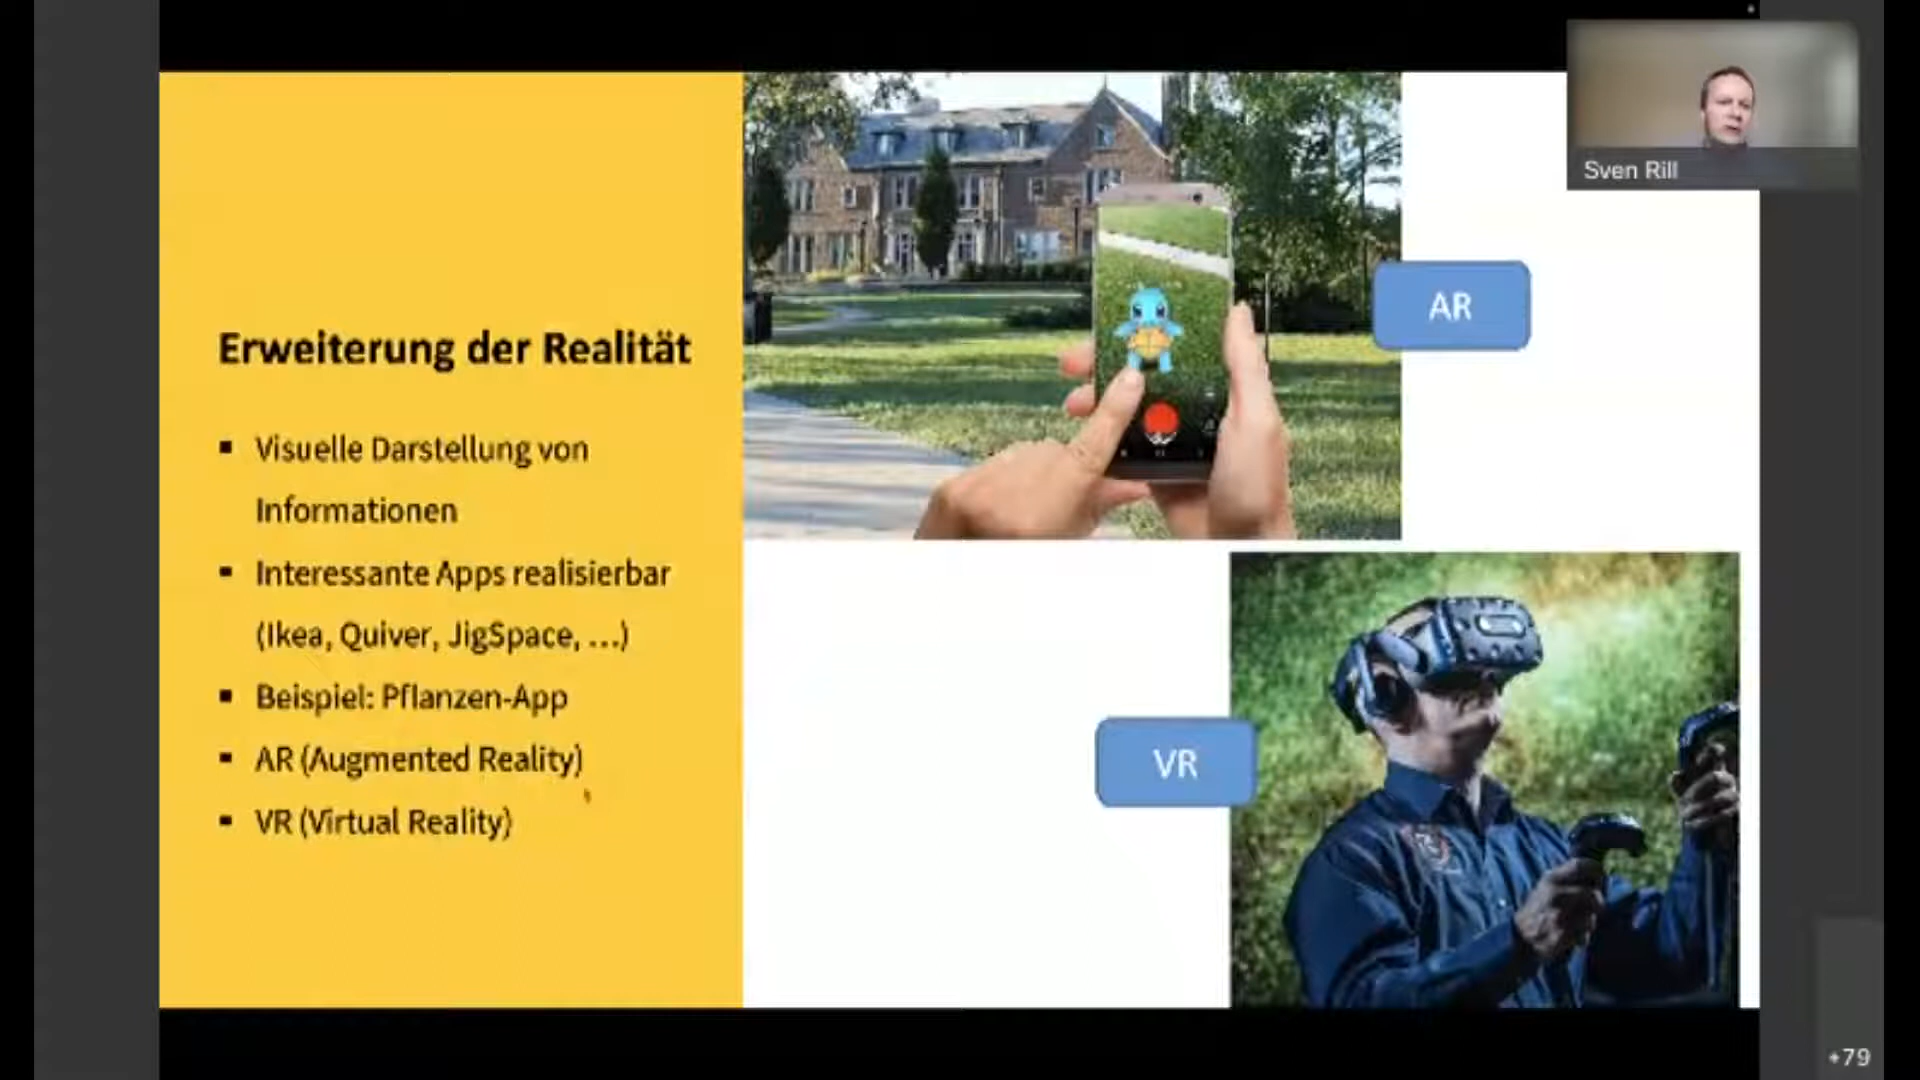 Erweiterung der Realität
Visuelle Darstellung von
Informationen
Interessante Apps realisierbar
(Ikea, Quiver, JigSpace, ...)
Beispiel: Pflanzen-App
AR (Augmented Reality)
VR (Virtual Reality)
AR
VR
Sven Rill
+79